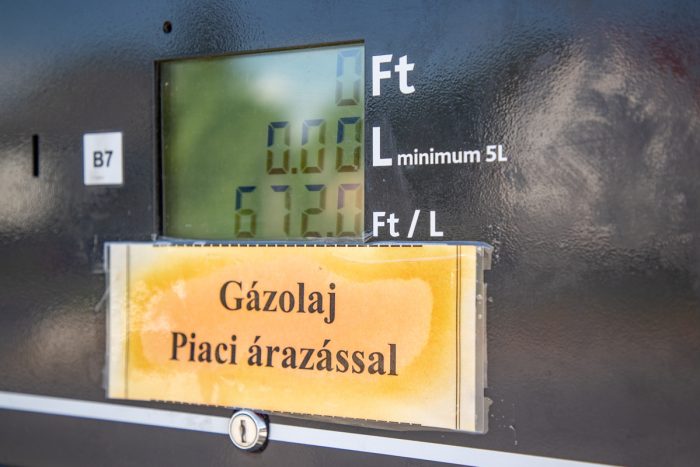 0 Ft
0.00 L minimum 5L
B7
672.0 Ft / L
Gázolaj
Piaci árazással